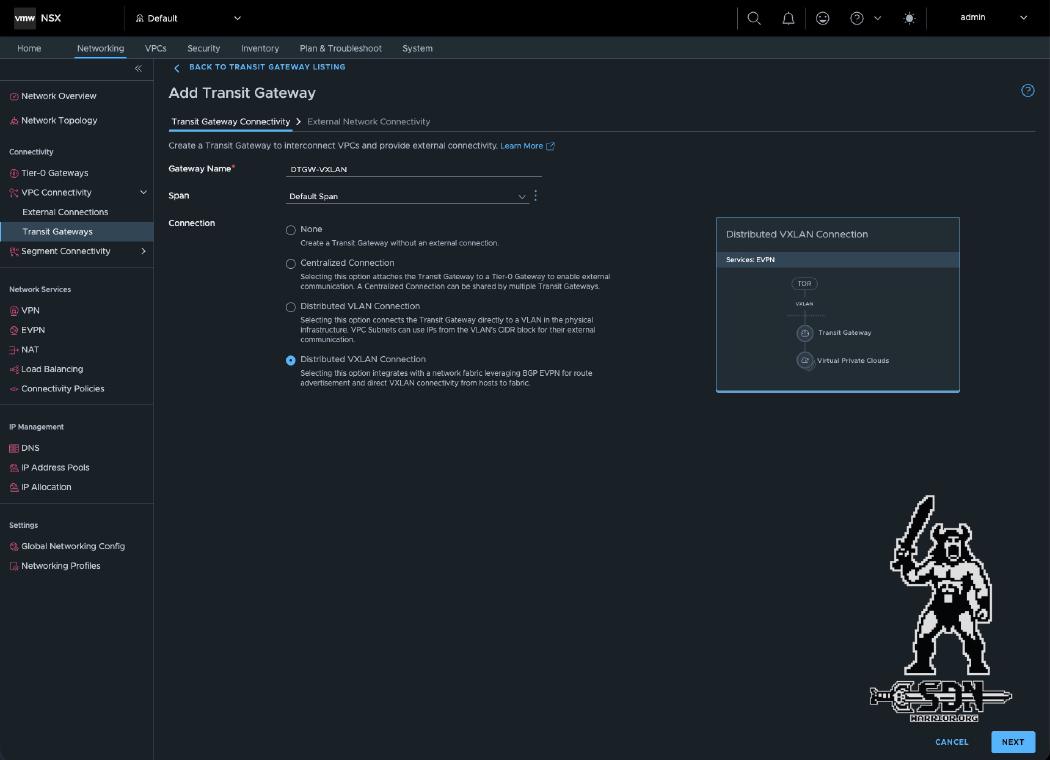 vmw NSX
Default
admin
Home
Networking
VPCs
Security
Inventory
Plan & Troubleshoot
System
BACK TO TRANSIT GATEWAY LISTING
Network Overview
Network Topology
Connectivity
Tier-0 Gateways
VPC Connectivity
External Connections
Transit Gateways
Segment Connectivity
Network Services
VPN
EVPN
NAT
Load Balancing
Connectivity Policies
IP Management
DNS
IP Address Pools
IP Allocation
Settings
Global Networking Config
Networking Profiles
Add Transit Gateway
Transit Gateway Connectivity
External Network Connectivity
Create a Transit Gateway to interconnect VPCs and provide external connectivity. Learn More
Gateway Name*
DTGW-VXLAN
Span
Default Span
Connection
None
Create a Transit Gateway without an external connection.
Centralized Connection
Selecting this option attaches the Transit Gateway to a Tier-0 Gateway to enable external
communication. A Centralized Connection can be shared by multiple Transit Gateways.
Distributed VLAN Connection
Selecting this option connects the Transit Gateway directly to a VLAN in the physical
infrastructure. VPC Subnets can use IPs from the VLAN's CIDR block for their external
communication.
Distributed VXLAN Connection
Selecting this option integrates with a network fabric leveraging BGP EVPN for route
advertisement and direct VXLAN connectivity from hosts to fabric.
Distributed VXLAN Connection
Services: EVPN
TOR
VXLAN
Transit Gateway
Virtual Private Clouds
SDN
WARRIOR.ORG
CANCEL
NEXT